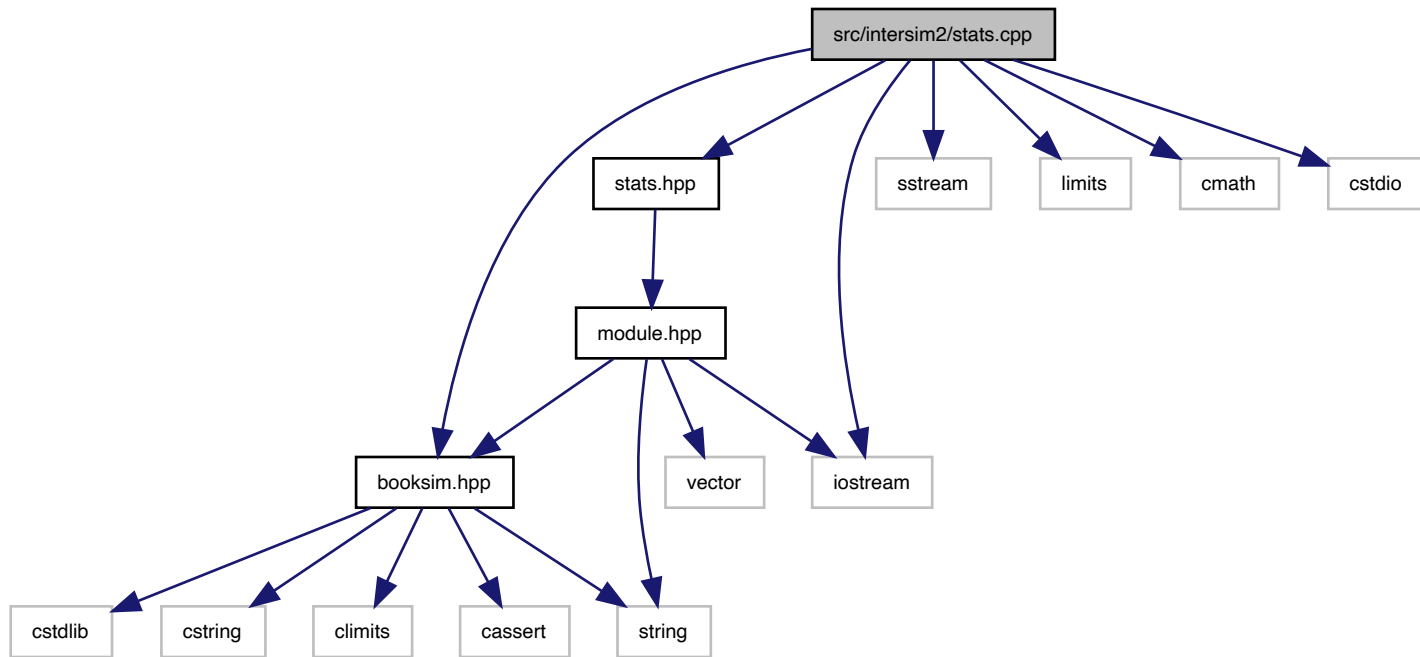 src/intersim2/stats.cpp
stats.hpp
sstream
limits
cmath
cstdio
module.hpp
booksim.hpp
vector
iostream
cstdlib
cstring
climits
cassert
string